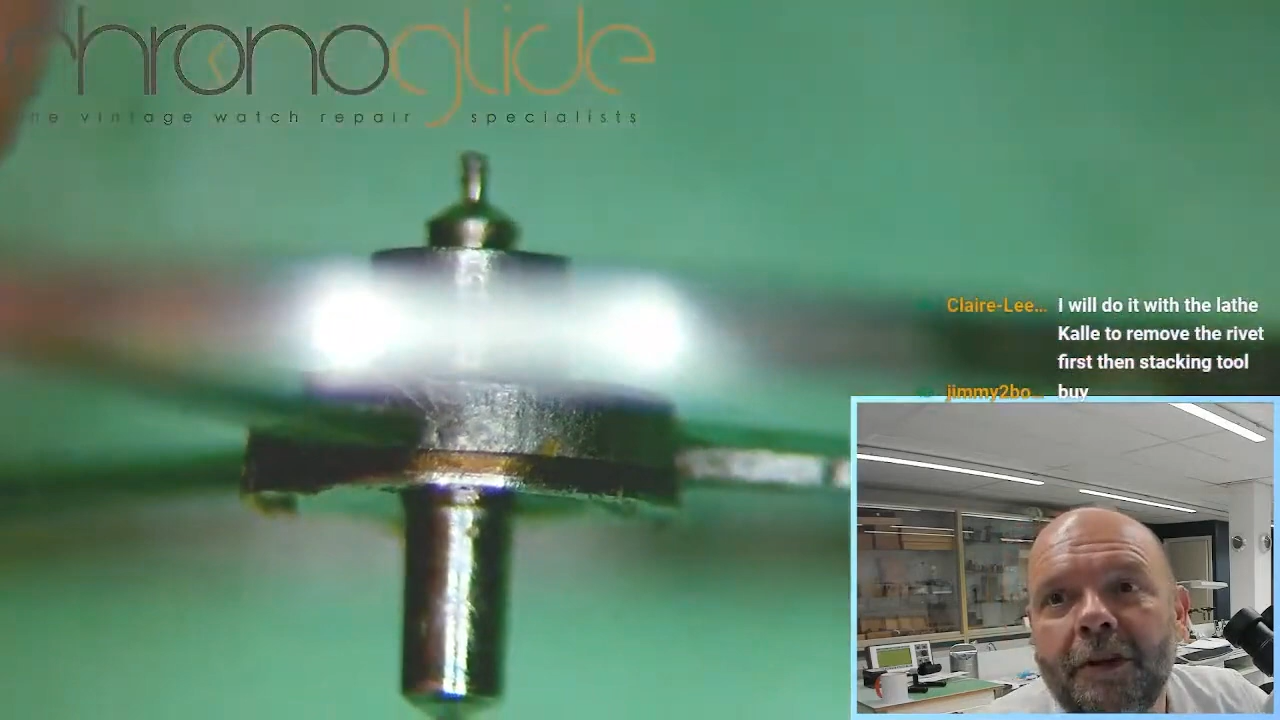 chronoglide
the vintage watch repair specialists
Claire-Lee... I will do it with the lathe
Kalle to remove the rivet
first then stacking tool
jimmy2bo... buy